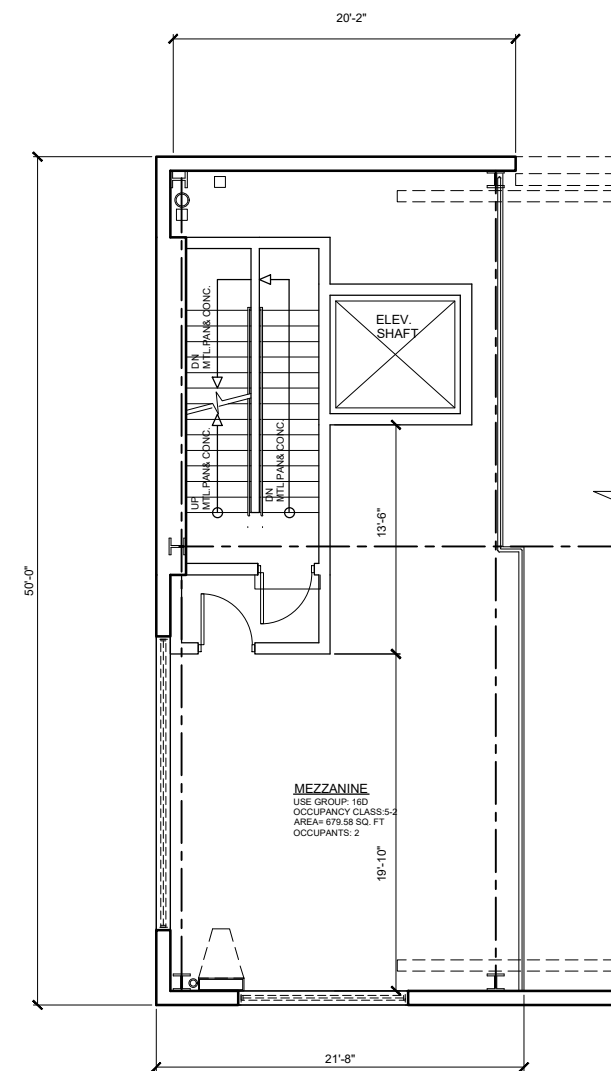 20'-2"
ELEV.
SHAFT
DN
MTL.PAN& CONC.
UP
MTL.PAN& CONC.
DN
MTL.PAN& CONC.
13'-6"
50'-0"
MEZZANINE
USE GROUP: 16D
OCCUPANCY CLASS:5-2
AREA= 679.58 SQ. FT
OCCUPANTS: 2
19'-10"
21'-8"